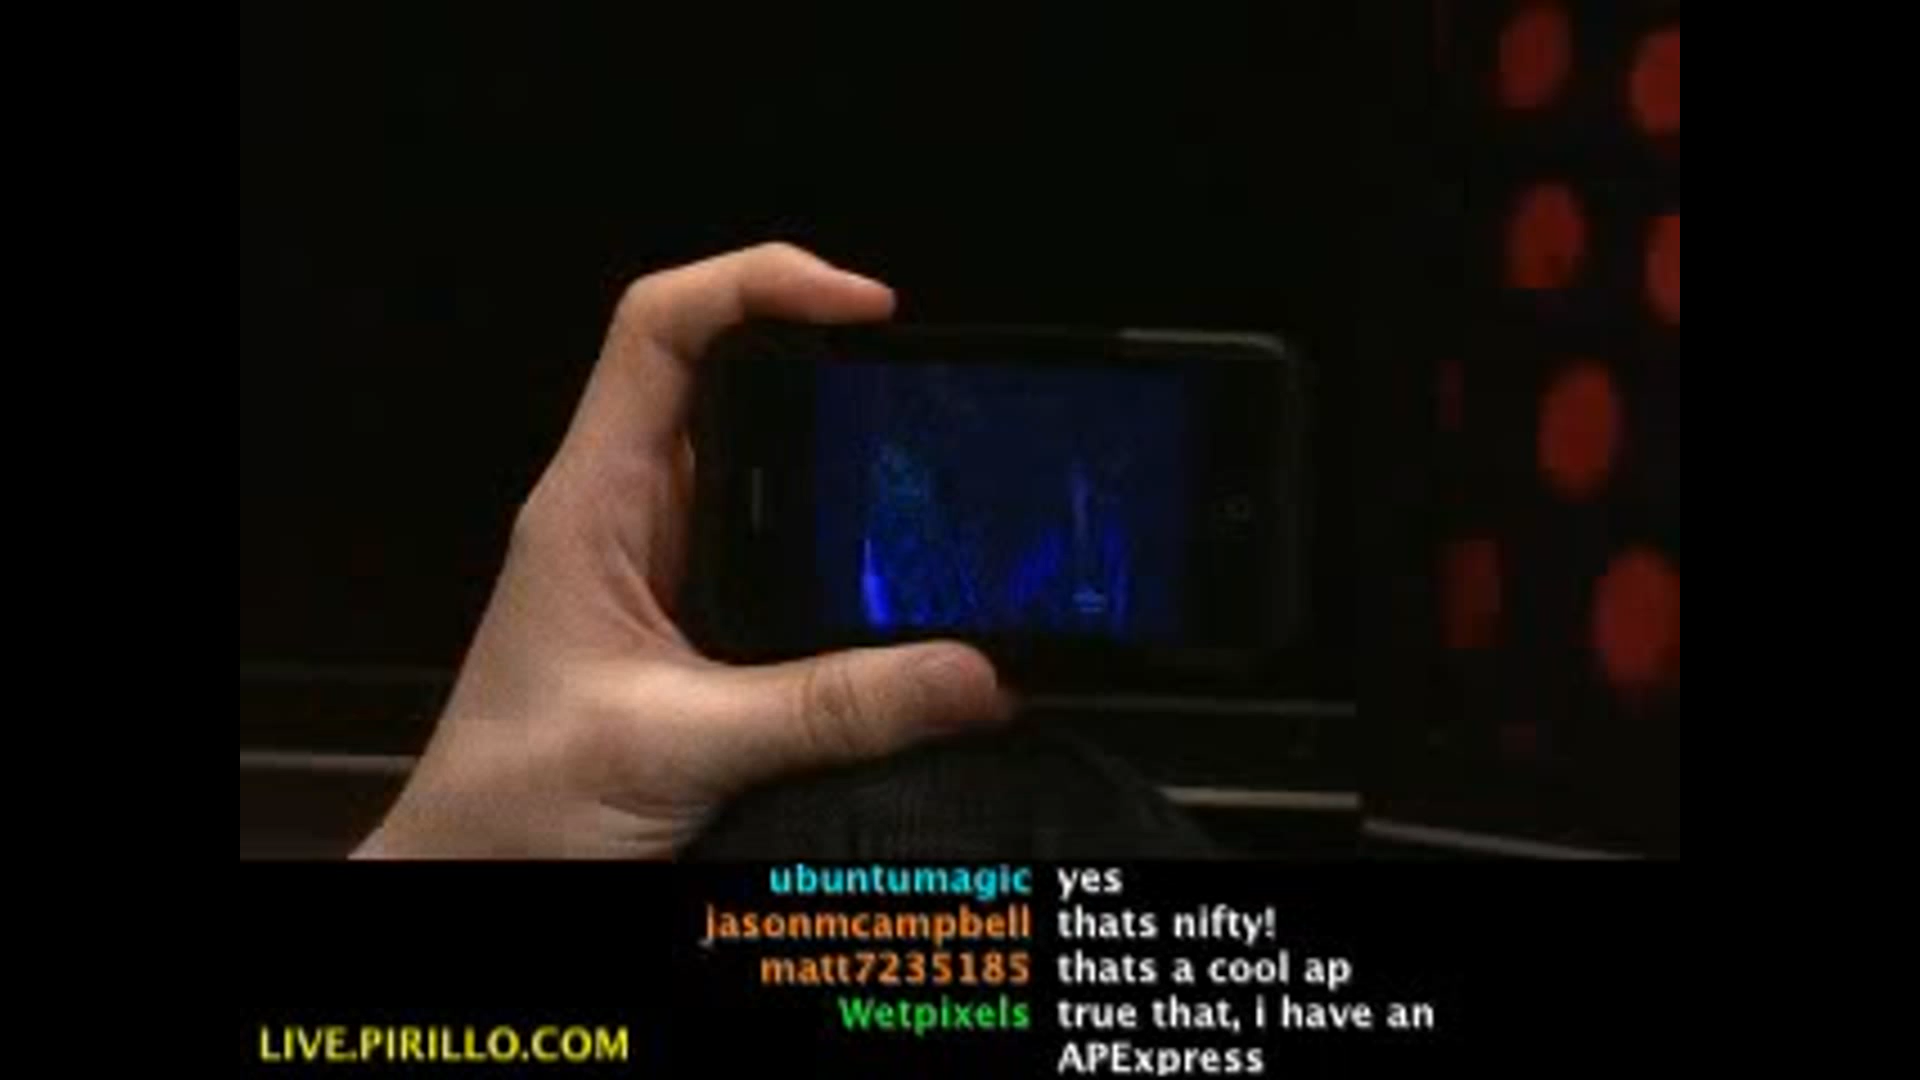 ubuntumagic yes
jasonmcampbell thats nifty!
matt7235185 thats a cool ap
Wetpixels true that, i have an
APExpress
LIVE.PIRILLO.COM